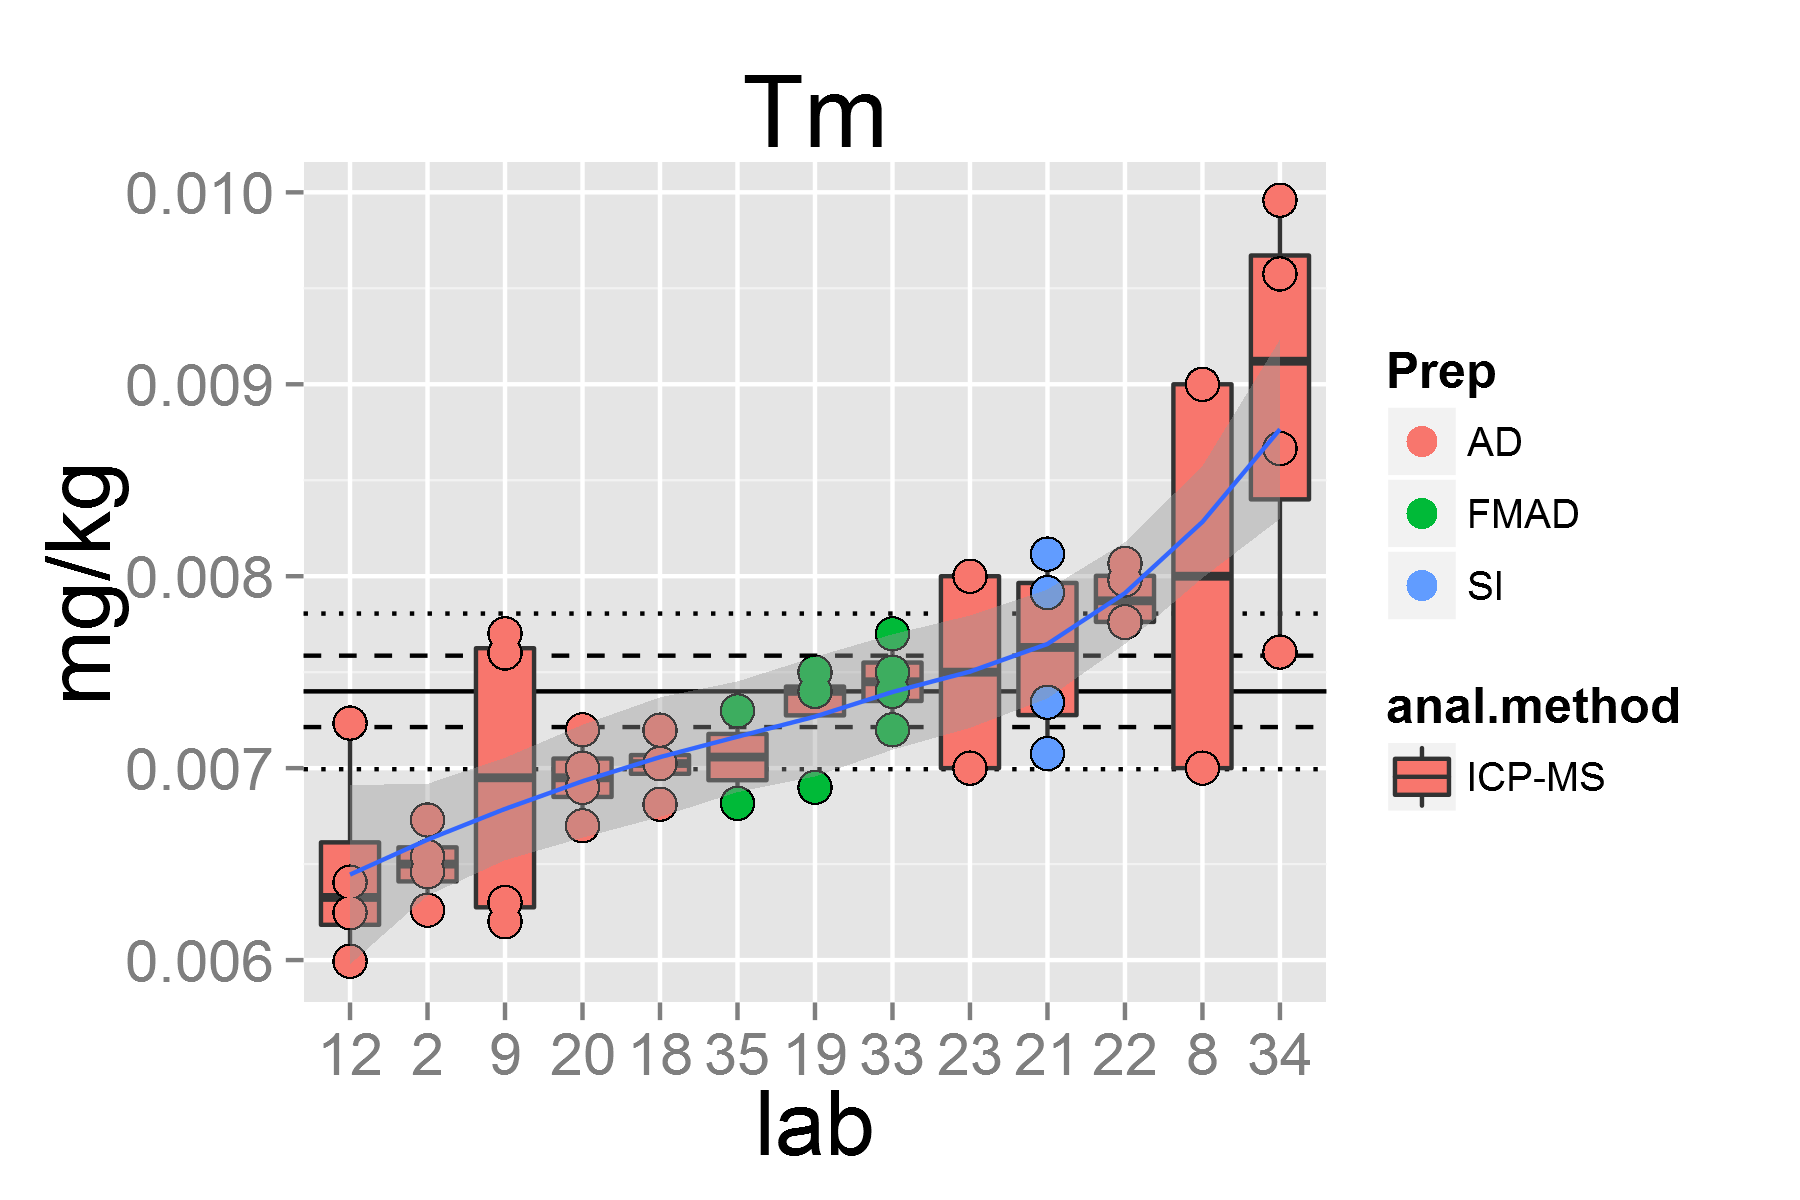 Tm
mg/kg
0.010
0.009
0.008
0.007
0.006
12 2 9 20 18 35 19 33 23 21 22 8 34
lab
Prep
AD
FMAD
SI
anal.method
ICP-MS